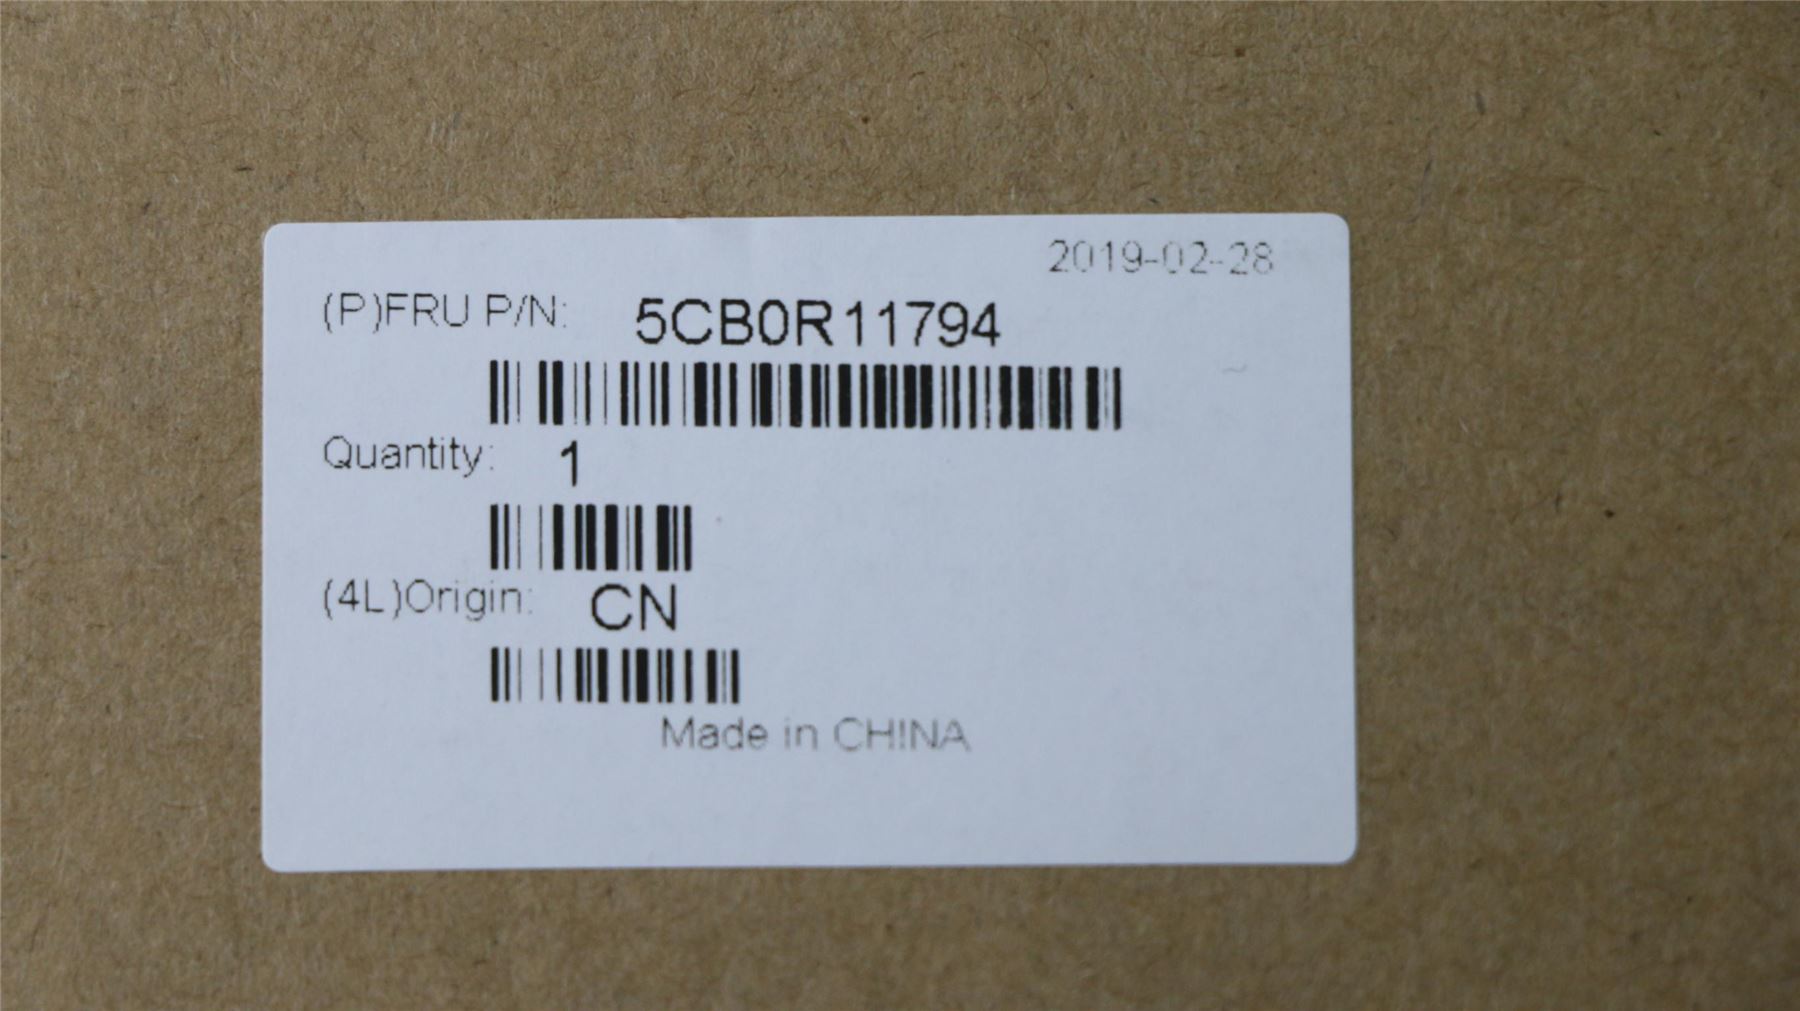 2019-02-28
(P)FRU P/N: 5CB0R11794
Quantity: 1
(4L)Origin: CN
Made in CHINA